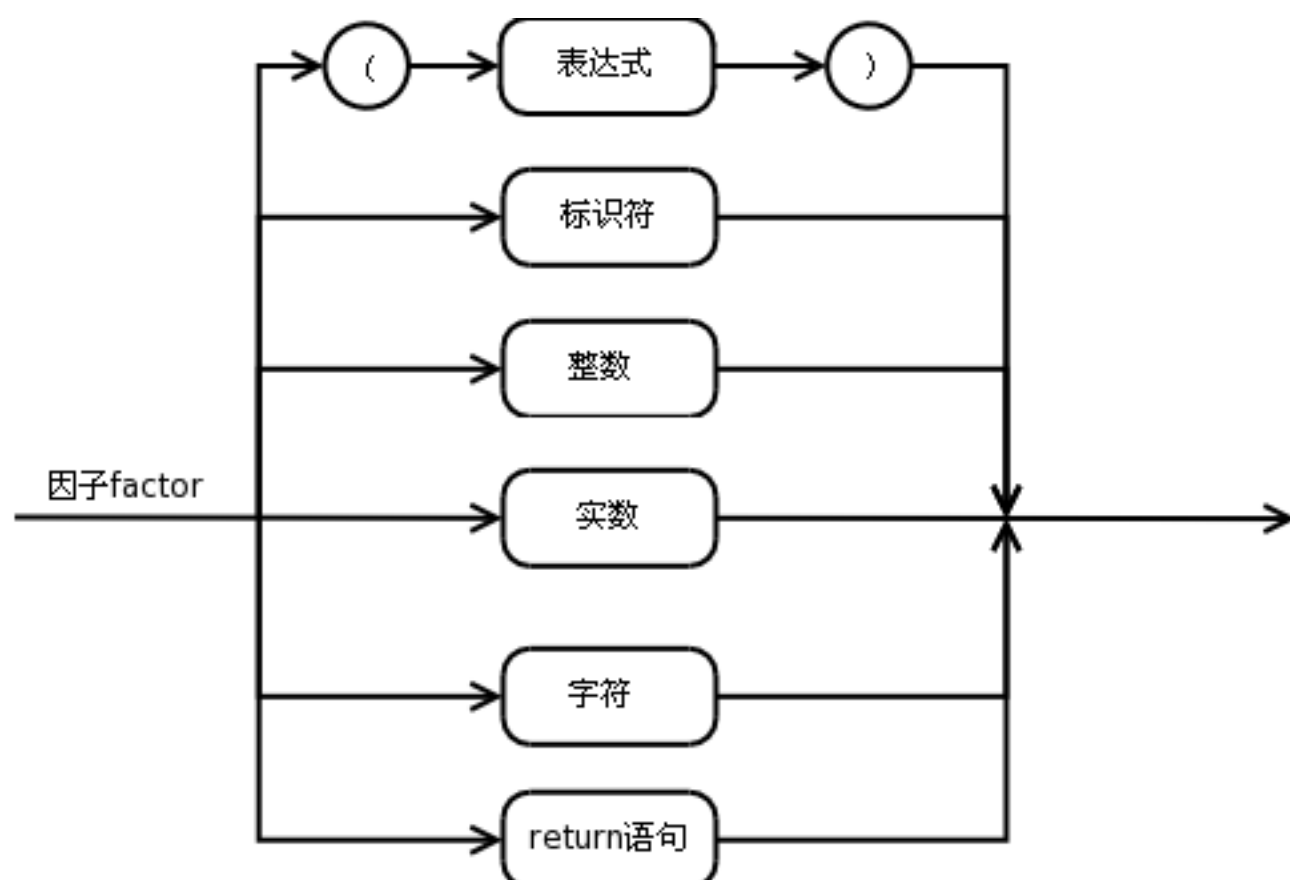 ( 表达式 )
标识符
整数
因子factor
实数
字符
return语句